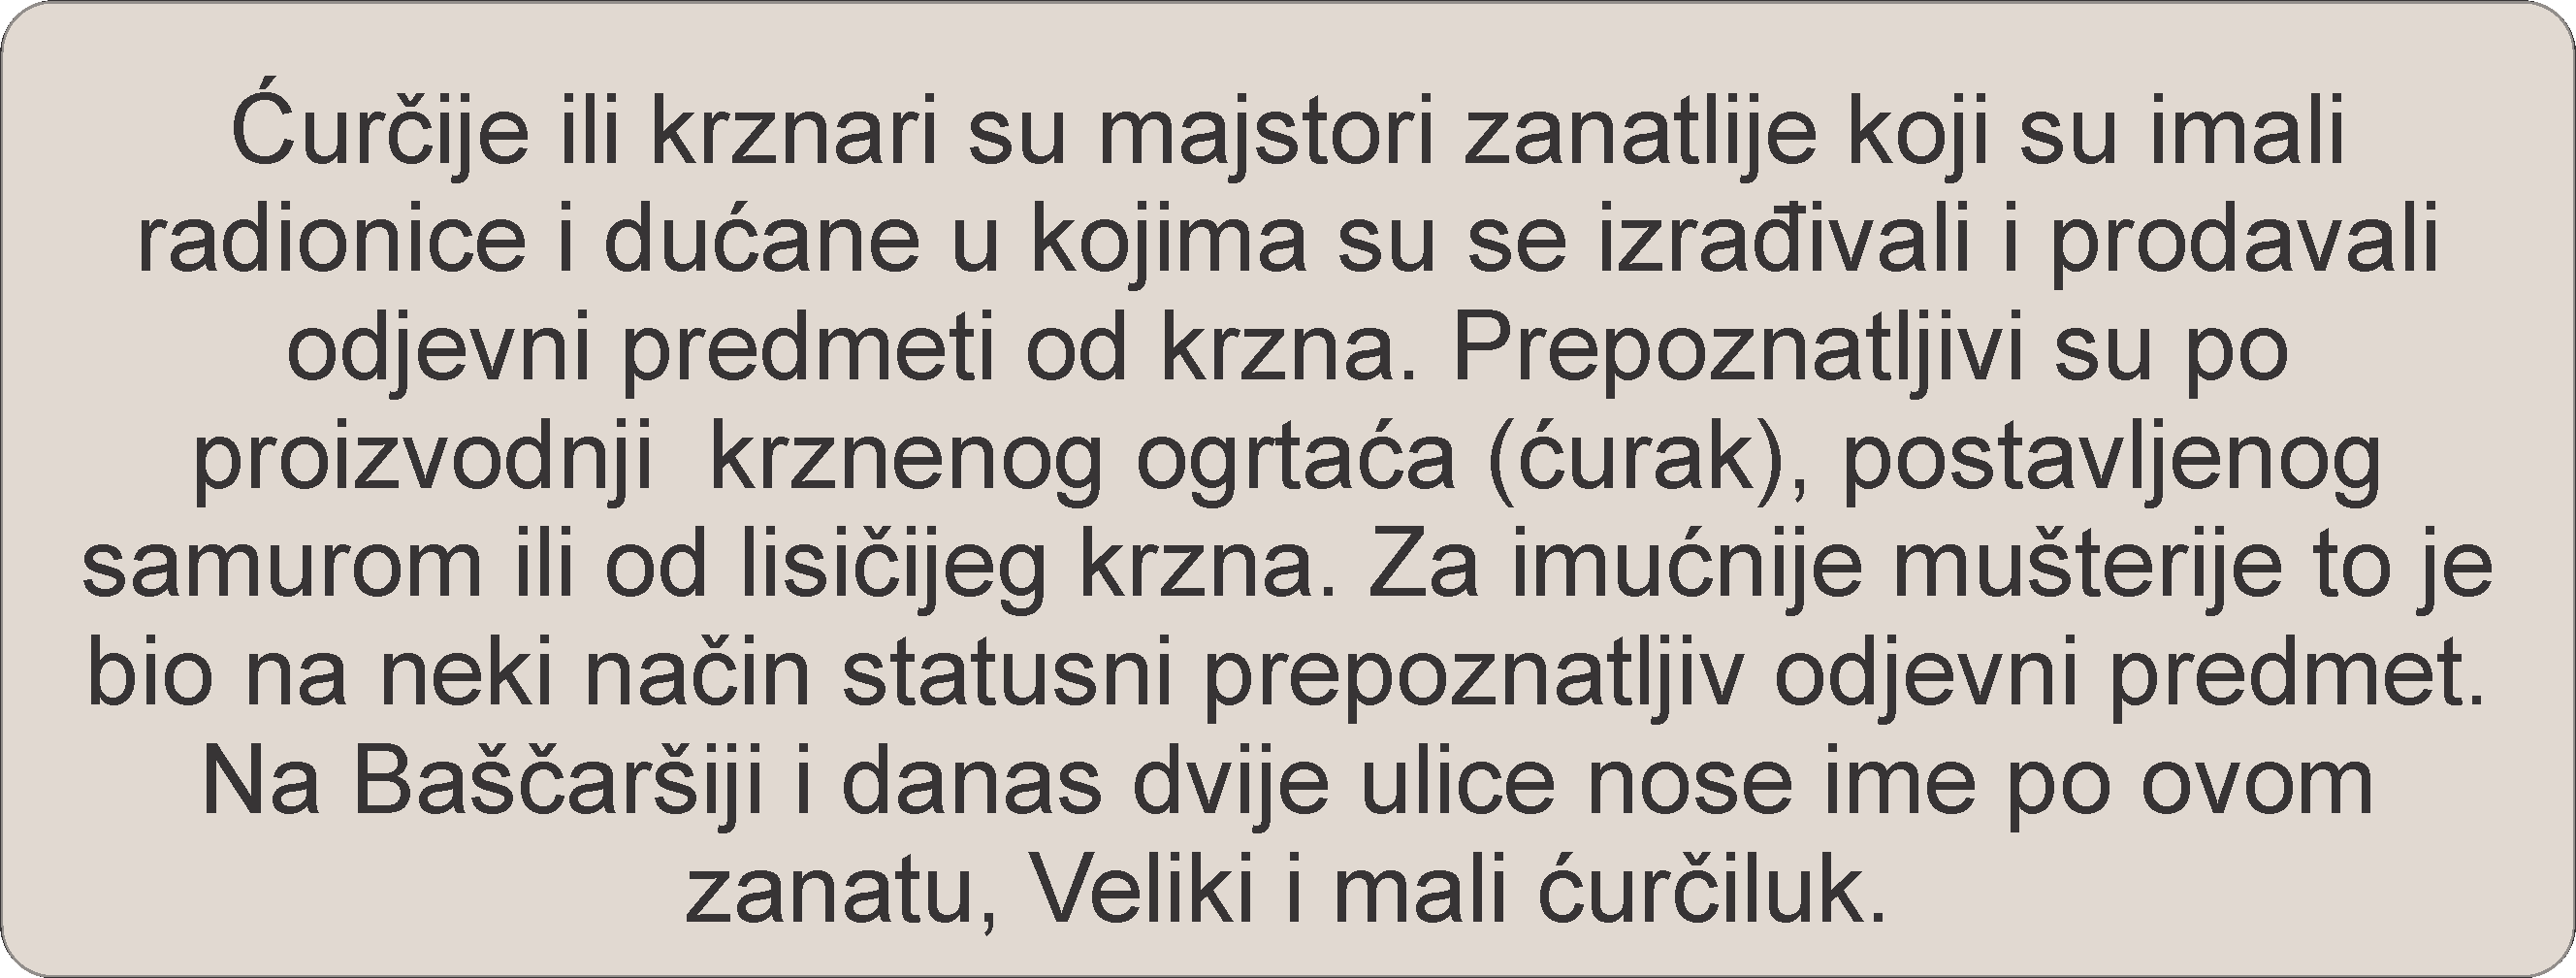 Ćurčije ili krznari su majstori zanatlije koji su imali
radionice i dućane u kojima su se izrađivali i prodavali
odjevni predmeti od krzna. Prepoznatljivi su po
proizvodnji  krznenog ogrtaća (ćurak), postavljenog
samurom ili od lisičijeg krzna. Za imućnije mušterije to je
bio na neki način statusni prepoznatljiv odjevni predmet.
Na Baščaršiji i danas dvije ulice nose ime po ovom
zanatu, Veliki i mali ćurčiluk.